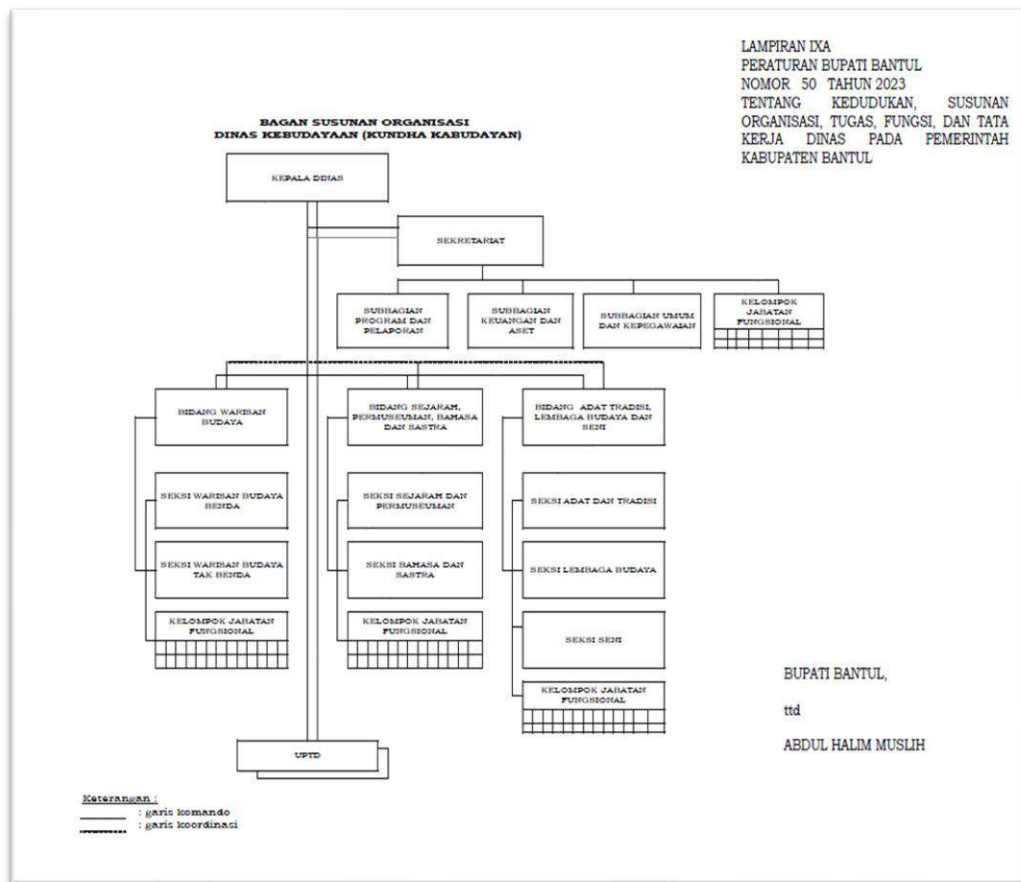 LAMPIRAN IXA
PERATURAN BUPATI BANTUL
NOMOR 50 TAHUN 2023
TENTANG KEDUDUKAN, SUSUNAN
ORGANISASI, TUGAS, FUNGSI, DAN TATA
KERJA DINAS PADA PEMERINTAH
KABUPATEN BANTUL
BAGAN SUSUNAN ORGANISASI
DINAS KEBUDAYAAN (KUNDHA KABUDAYAN)
KEPALA DINAS
SEKRETARIAT
SUBBAGIAN
PROGRAM DAN
PELAPORAN
SUBBAGIAN
KEUANGAN DAN
ASET
SUBBAGIAN UMUM
DAN KEPEGAWAIAN
KELOMPOK
JABATAN
FUNGSIONAL
BIDANG WARISAN
BUDAYA
BIDANG SEJARAH,
PERMUSEUMAN, BAHASA
DAN SASTRA
BIDANG ADAT TRADISI,
LEMBAGA BUDAYA DAN
SENI
SEKSI WARISAN BUDAYA
BENDA
SEKSI SEJARAH DAN
PERMUSEUMAN
SEKSI ADAT DAN TRADISI
SEKSI WARISAN BUDAYA
TAK BENDA
SEKSI BAHASA DAN
SASTRA
SEKSI LEMBAGA BUDAYA
KELOMPOK JABATAN
FUNGSIONAL
KELOMPOK JABATAN
FUNGSIONAL
SEKSI SENI
KELOMPOK JABATAN
FUNGSIONAL
UPTD
BUPATI BANTUL,
ttd
ABDUL HALIM MUSLIH
Keterangan :
: garis komando
: garis koordinasi